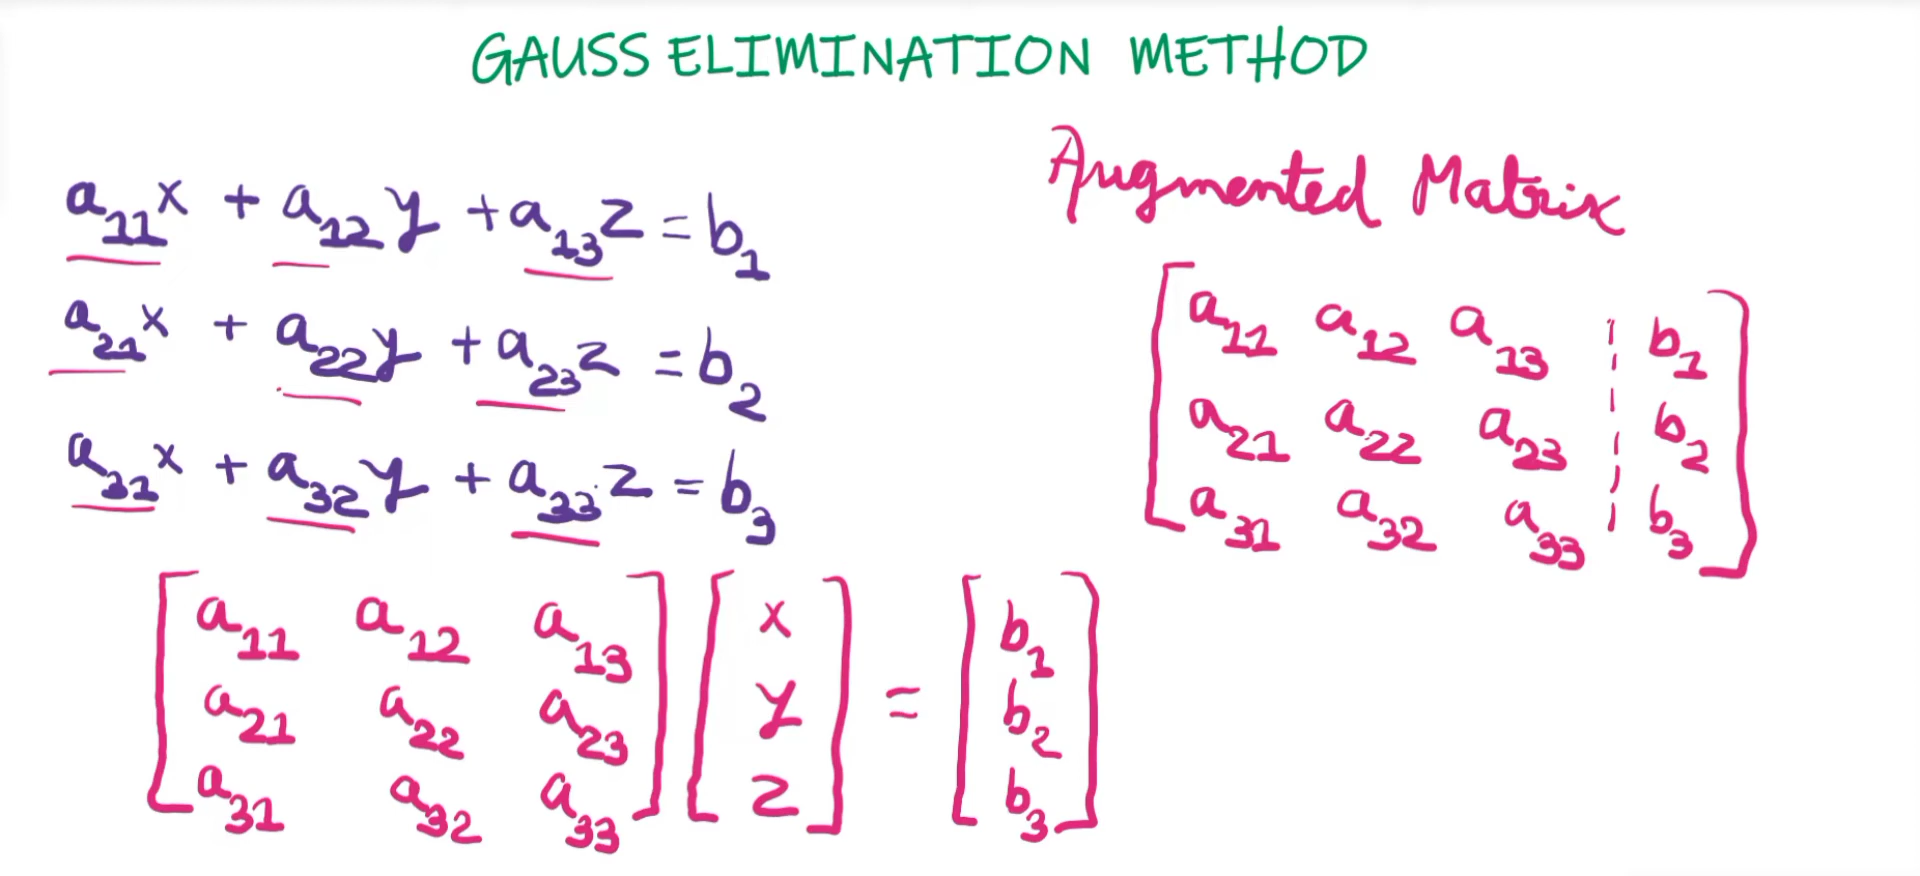 GAUSS ELIMINATION METHOD
a₁₁x + a₁₂y + a₁₃z = b₁
a₂₁x + a₂₂y + a₂₃z = b₂
a₃₁x + a₃₂y + a₃₃z = b₃
[a₁₁ a₁₂ a₁₃] [x] = [b₁]
[a₂₁ a₂₂ a₂₃] [y] [b₂]
[a₃₁ a₃₂ a₃₃] [z] [b₃]
Augmented Matrix
[a₁₁ a₁₂ a₁₃ ¦ b₁]
[a₂₁ a₂₂ a₂₃ ¦ b₂]
[a₃₁ a₃₂ a₃₃ ¦ b₃]